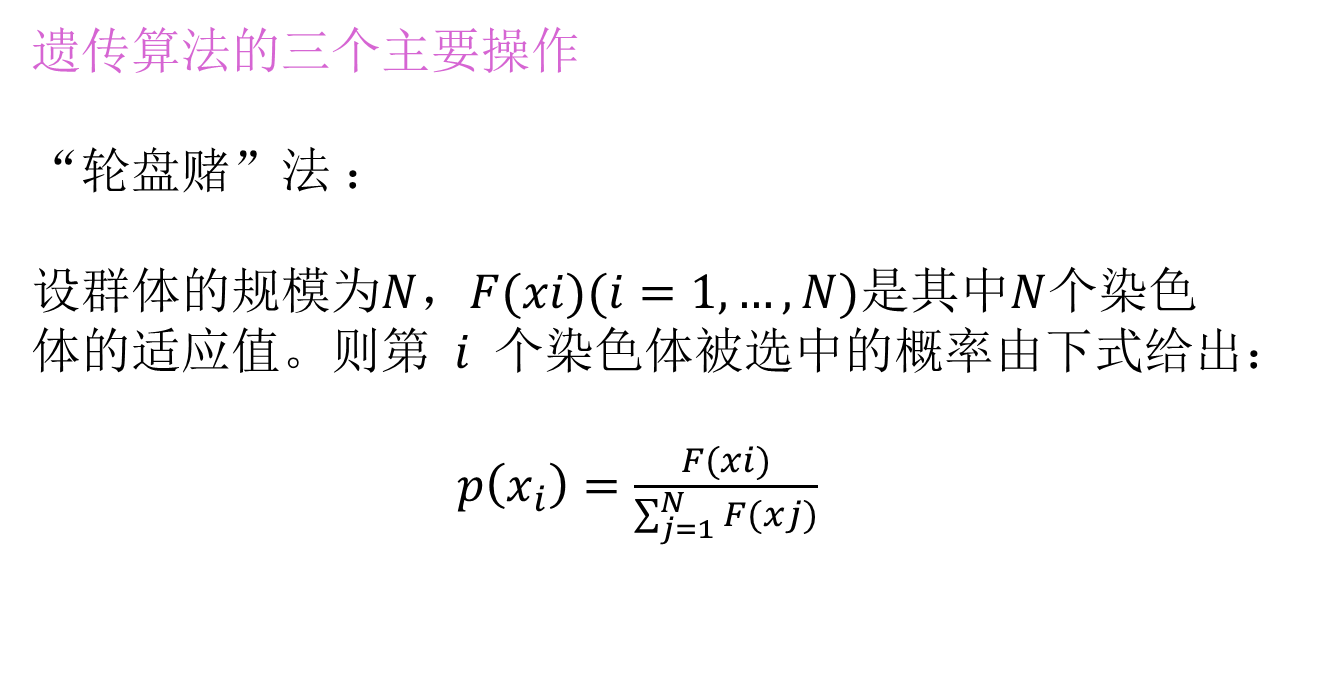 遗传算法的三个主要操作
“轮盘赌”法：
设群体的规模为N，F(xi)(i = 1, … , N)是其中N个染色
体的适应值。则第 i 个染色体被选中的概率由下式给出：
p(xᵢ) = F(xi) / ∑ⱼ₌₁ᴺ F(xj)